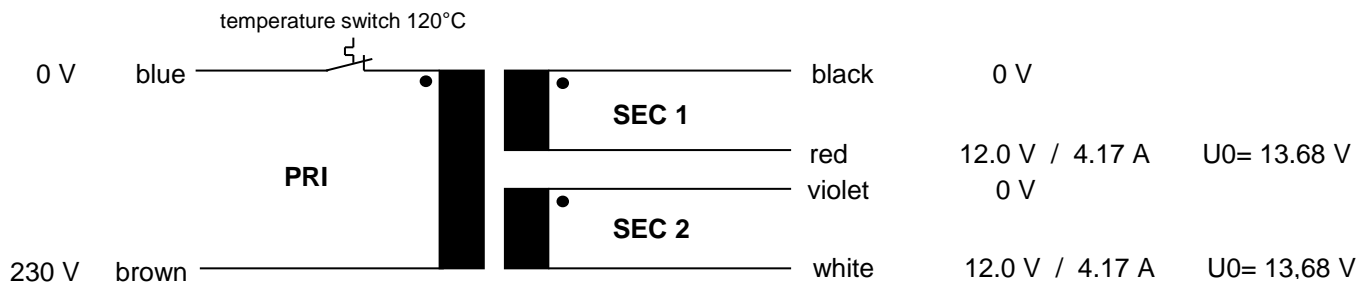 temperature switch 120°C
0 V blue black 0 V
SEC 1
red 12.0 V / 4.17 A U0= 13.68 V
PRI
violet 0 V
SEC 2
230 V brown white 12.0 V / 4.17 A U0= 13,68 V